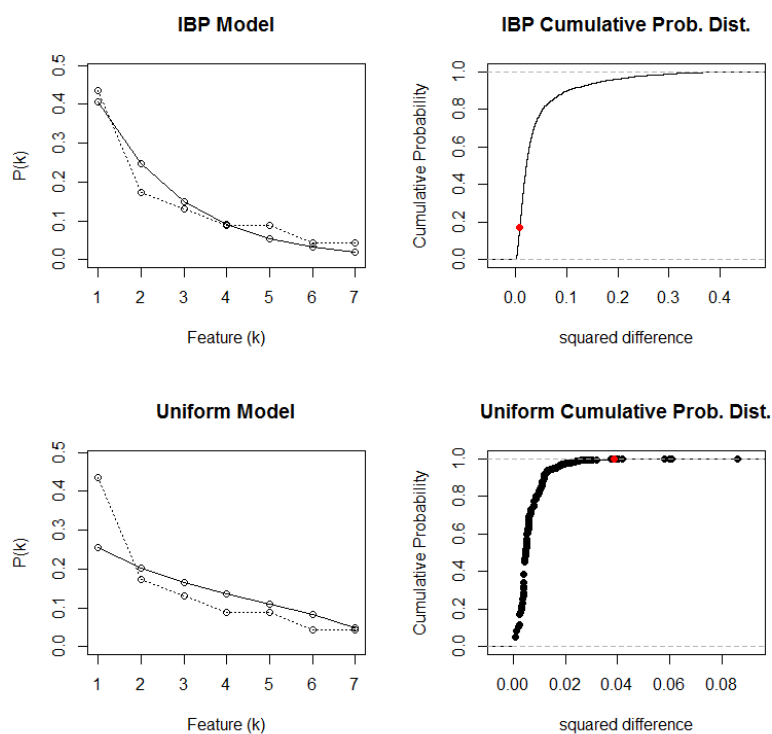 IBP Model
P(k)
0.0 0.1 0.2 0.3 0.4 0.5
1 2 3 4 5 6 7
Feature (k)
IBP Cumulative Prob. Dist.
Cumulative Probability
0.0 0.2 0.4 0.6 0.8 1.0
0.0 0.1 0.2 0.3 0.4
squared difference
Uniform Model
P(k)
0.0 0.1 0.2 0.3 0.4 0.5
1 2 3 4 5 6 7
Feature (k)
Uniform Cumulative Prob. Dist.
Cumulative Probability
0.0 0.2 0.4 0.6 0.8 1.0
0.00 0.02 0.04 0.06 0.08
squared difference